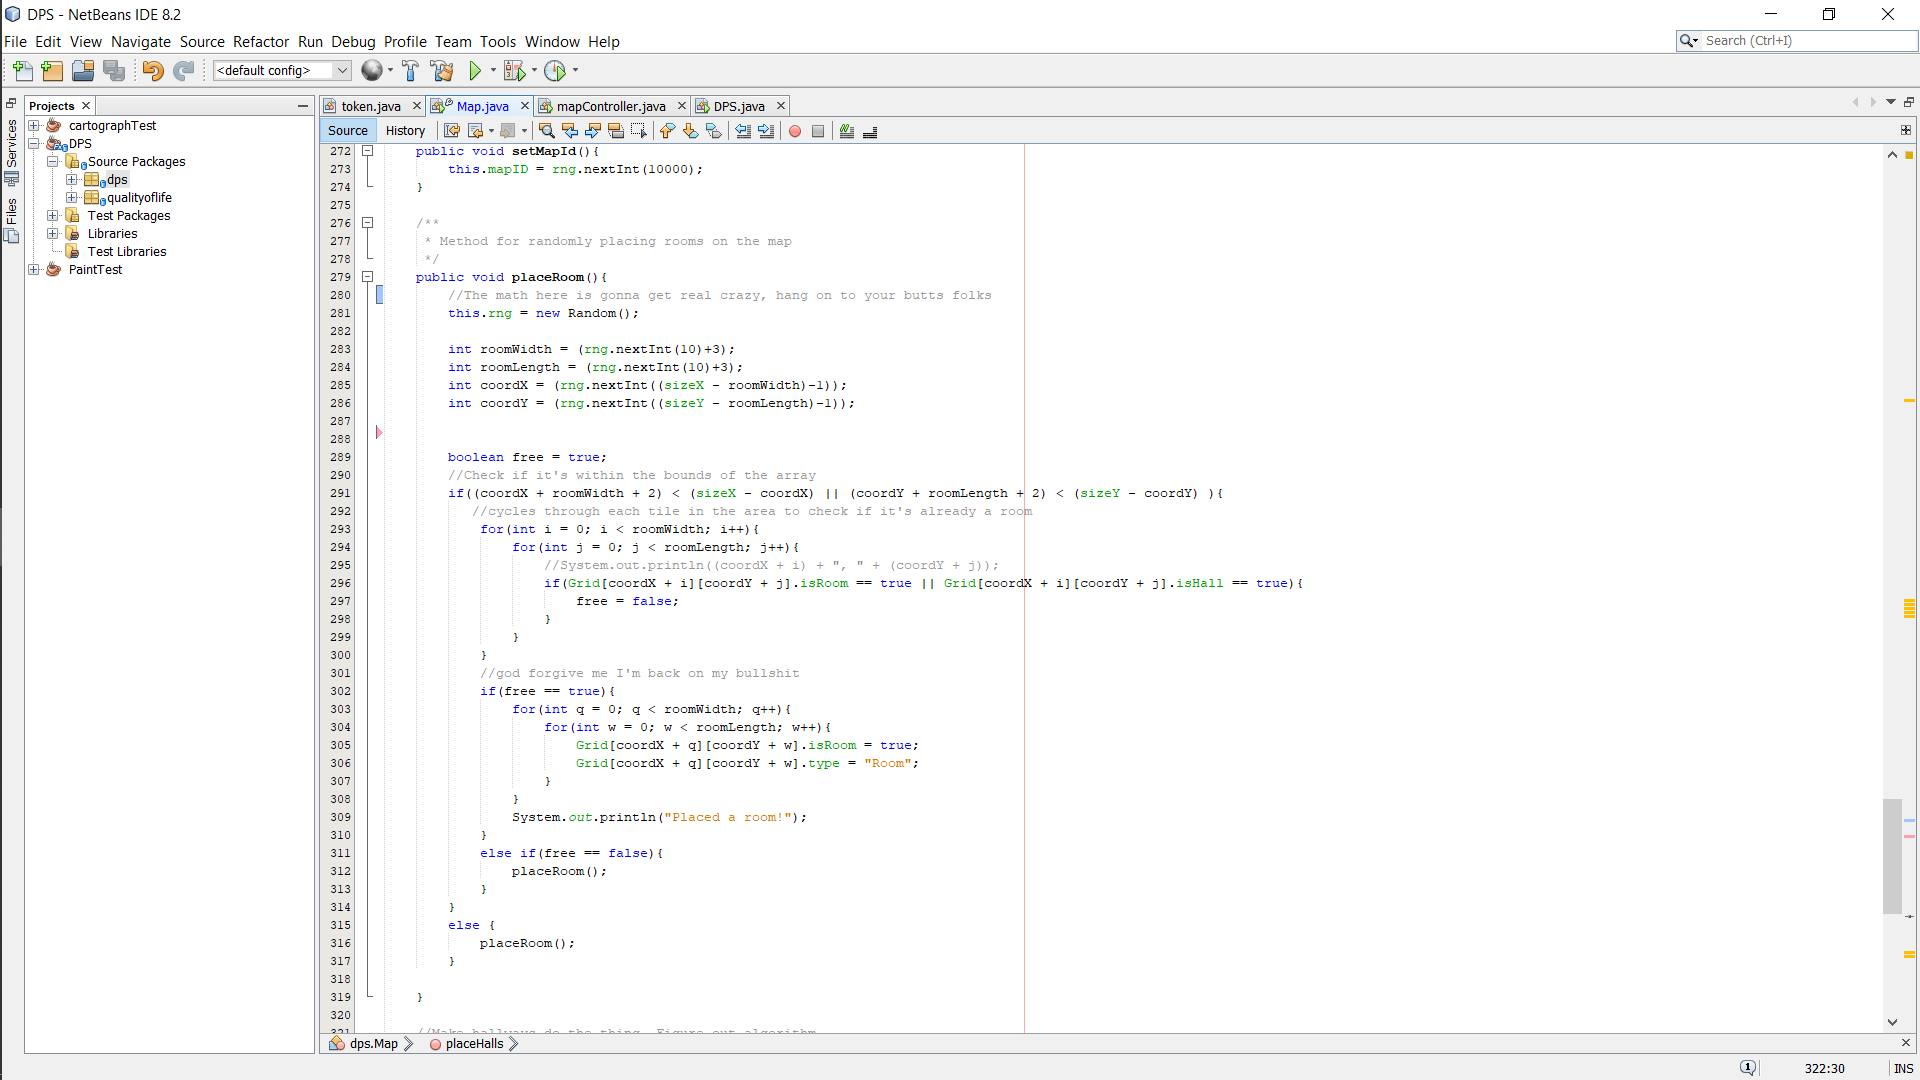 DPS - NetBeans IDE 8.2
File Edit View Navigate Source Refactor Run Debug Profile Team Tools Window Help
Search (Ctrl+I)
<default config>
Services
Files
Projects
cartographTest
DPS
Source Packages
dps
qualityoflife
Test Packages
Libraries
Test Libraries
PaintTest
token.java Map.java mapController.java DPS.java
Source History
272 public void setMapId(){
273 this.mapID = rng.nextInt(10000);
274 }
275
276 /**
277 * Method for randomly placing rooms on the map
278 */
279 public void placeRoom(){
280 //The math here is gonna get real crazy, hang on to your butts folks
281 this.rng = new Random();
282
283 int roomWidth = (rng.nextInt(10)+3);
284 int roomLength = (rng.nextInt(10)+3);
285 int coordX = (rng.nextInt((sizeX - roomWidth)-1));
286 int coordY = (rng.nextInt((sizeY - roomLength)-1));
287
288
289 boolean free = true;
290 //Check if it's within the bounds of the array
291 if((coordX + roomWidth + 2) < (sizeX - coordX) || (coordY + roomLength + 2) < (sizeY - coordY) ){
292 //cycles through each tile in the area to check if it's already a room
293 for(int i = 0; i < roomWidth; i++){
294 for(int j = 0; j < roomLength; j++){
295 //System.out.println((coordX + i) + ", " + (coordY + j));
296 if(Grid[coordX + i][coordY + j].isRoom == true || Grid[coordX + i][coordY + j].isHall == true){
297 free = false;
298 }
299 }
300 }
301 //god forgive me I'm back on my bullshit
302 if(free == true){
303 for(int q = 0; q < roomWidth; q++){
304 for(int w = 0; w < roomLength; w++){
305 Grid[coordX + q][coordY + w].isRoom = true;
306 Grid[coordX + q][coordY + w].type = "Room";
307 }
308 }
309 System.out.println("Placed a room!");
310 }
311 else if(free == false){
312 placeRoom();
313 }
314 }
315 else {
316 placeRoom();
317 }
318
319 }
320
321 //Make hallways do the thing. Figure out algorithm
dps.Map placeHalls
1 322:30 INS